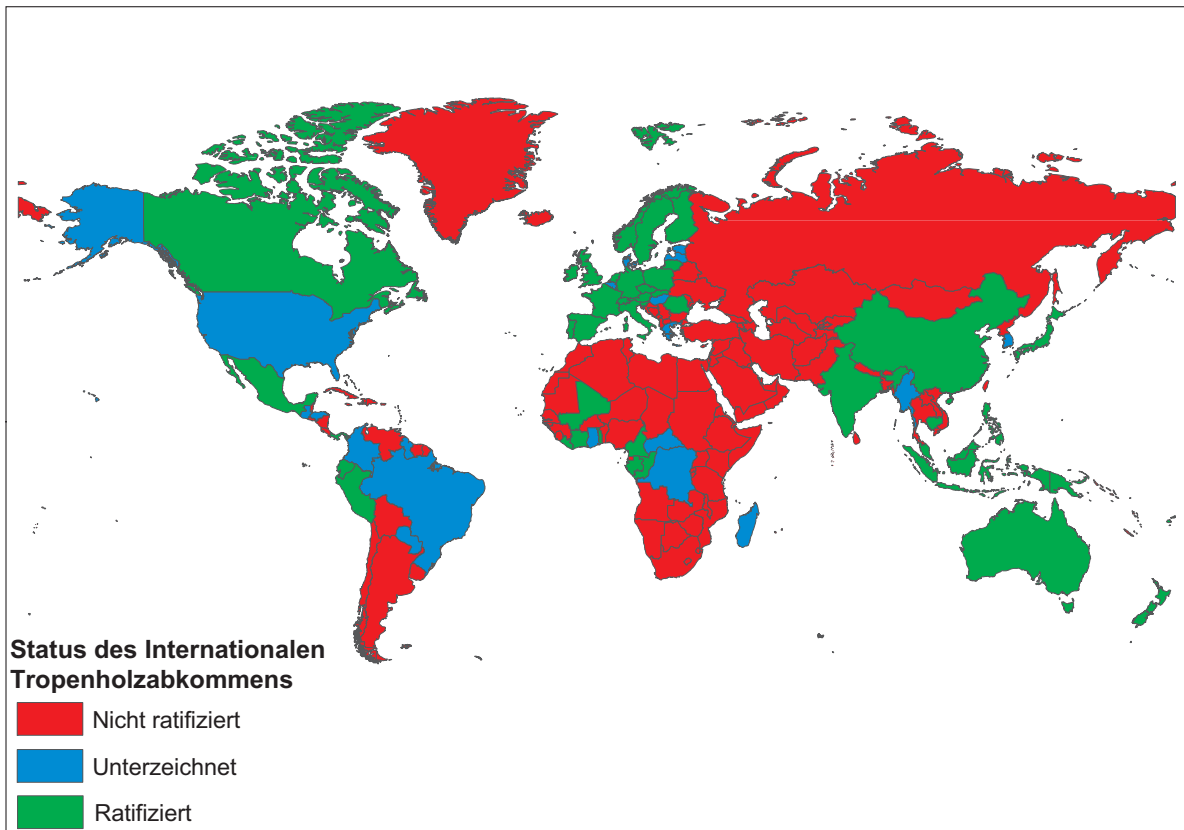 Status des Internationalen
Tropenholzabkommens
Nicht ratifiziert
Unterzeichnet
Ratifiziert